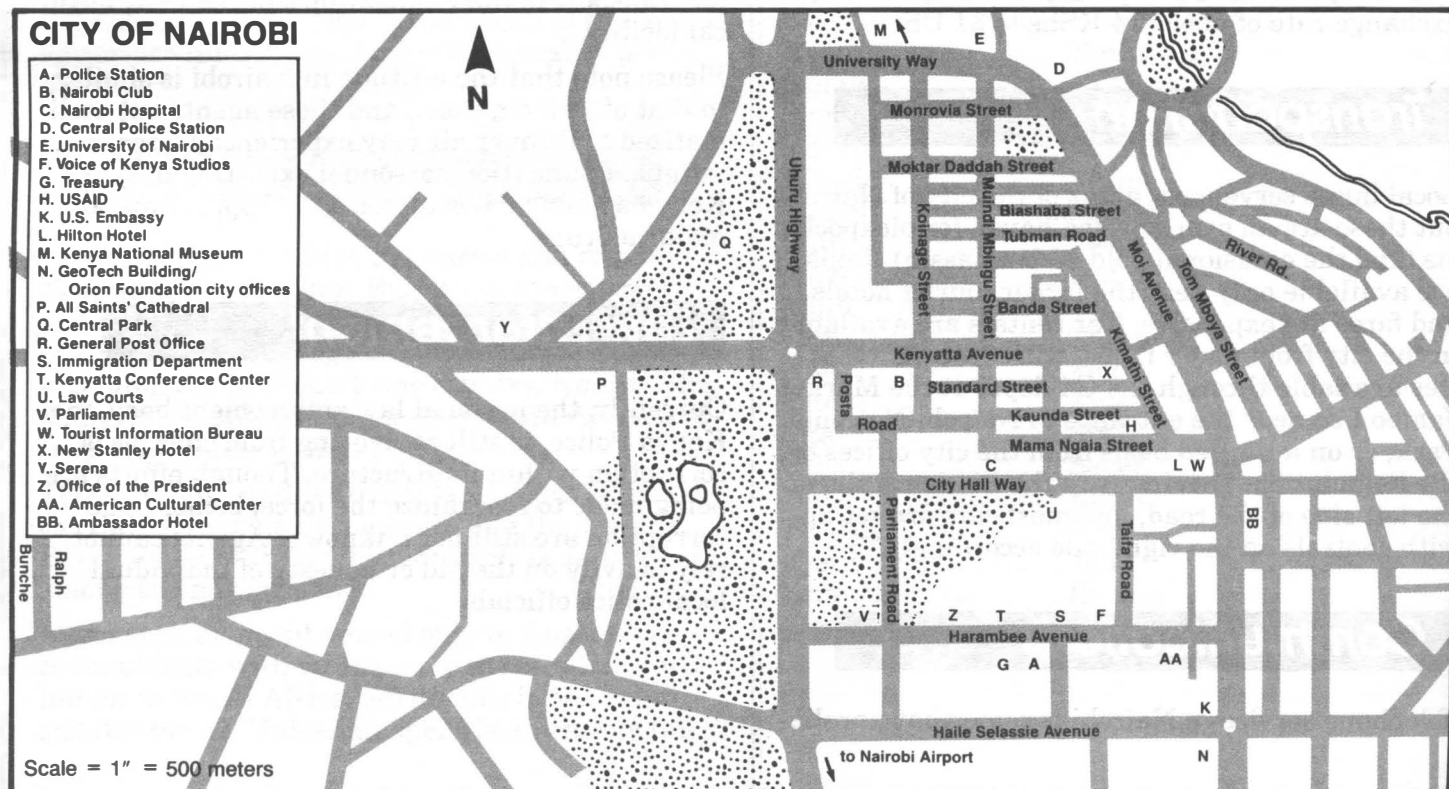 CITY OF NAIROBI
A. Police Station
B. Nairobi Club
C. Nairobi Hospital
D. Central Police Station
E. University of Nairobi
F. Voice of Kenya Studios
G. Treasury
H. USAID
K. U.S. Embassy
L. Hilton Hotel
M. Kenya National Museum
N. GeoTech Building/
Orion Foundation city offices
P. All Saints' Cathedral
Q. Central Park
R. General Post Office
S. Immigration Department
T. Kenyatta Conference Center
U. Law Courts
V. Parliament
W. Tourist Information Bureau
X. New Stanley Hotel
Y. Serena
Z. Office of the President
AA. American Cultural Center
BB. Ambassador Hotel
N
M
E
University Way
D
Monrovia Street
Moktar Daddah Street
Uhuru Highway
Koinage Street
Muindi Mbingu Street
Blashaba Street
Tubman Road
Q
Moi Avenue
Tom Mboya Street
River Rd.
Banda Street
Kimathi Street
Y
Kenyatta Avenue
P
R
Posta
Road
B
Standard Street
X
Kaunda Street
H
Mama Ngaia Street
C
L W
City Hall Way
U
BB
Parliament Road
Taifa Road
V
Z
T
S
F
Harambee Avenue
G
A
AA
K
Haile Selassie Avenue
N
to Nairobi Airport
Ralph
Bunche
Scale = 1" = 500 meters